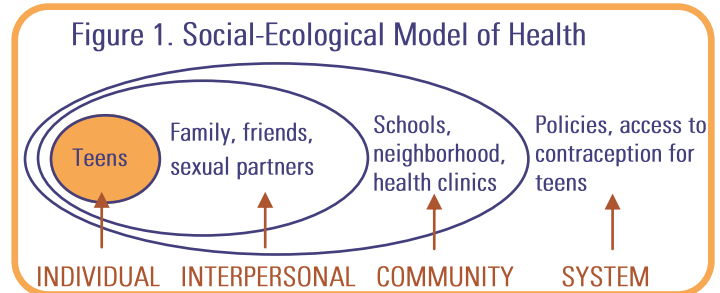 Figure 1. Social-Ecological Model of Health
Teens
Family, friends,
sexual partners
Schools,
neighborhood,
health clinics
Policies, access to
contraception for
teens
INDIVIDUAL
INTERPERSONAL
COMMUNITY
SYSTEM